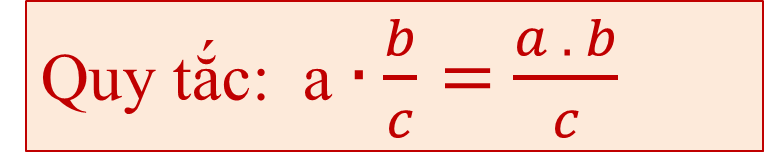 Quy tắc: a · b/c = a . b/c